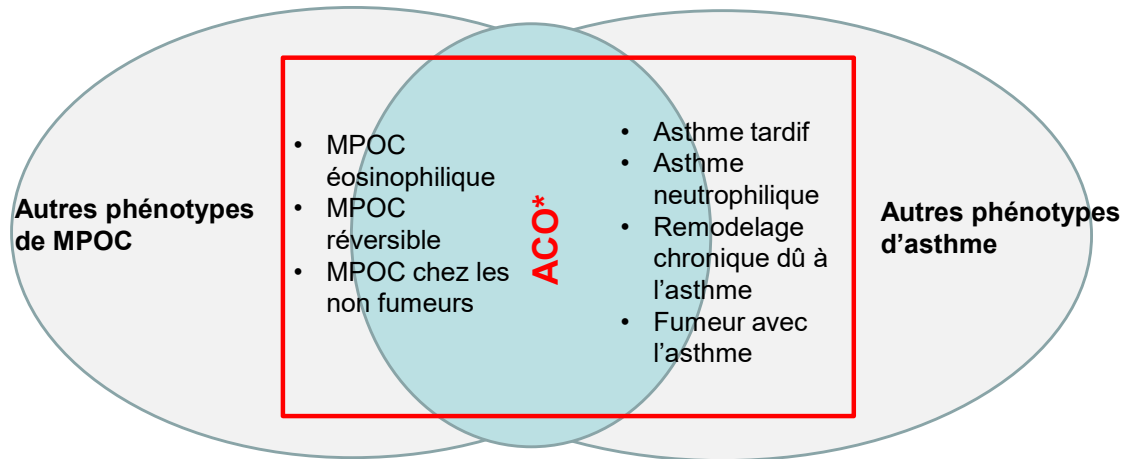 Autres phénotypes
de MPOC
• MPOC
éosinophilique
• MPOC
réversible
• MPOC chez les
non fumeurs
ACO*
• Asthme tardif
• Asthme
neutrophilique
• Remodelage
chronique dû à
l’asthme
• Fumeur avec
l’asthme
Autres phénotypes
d’asthme